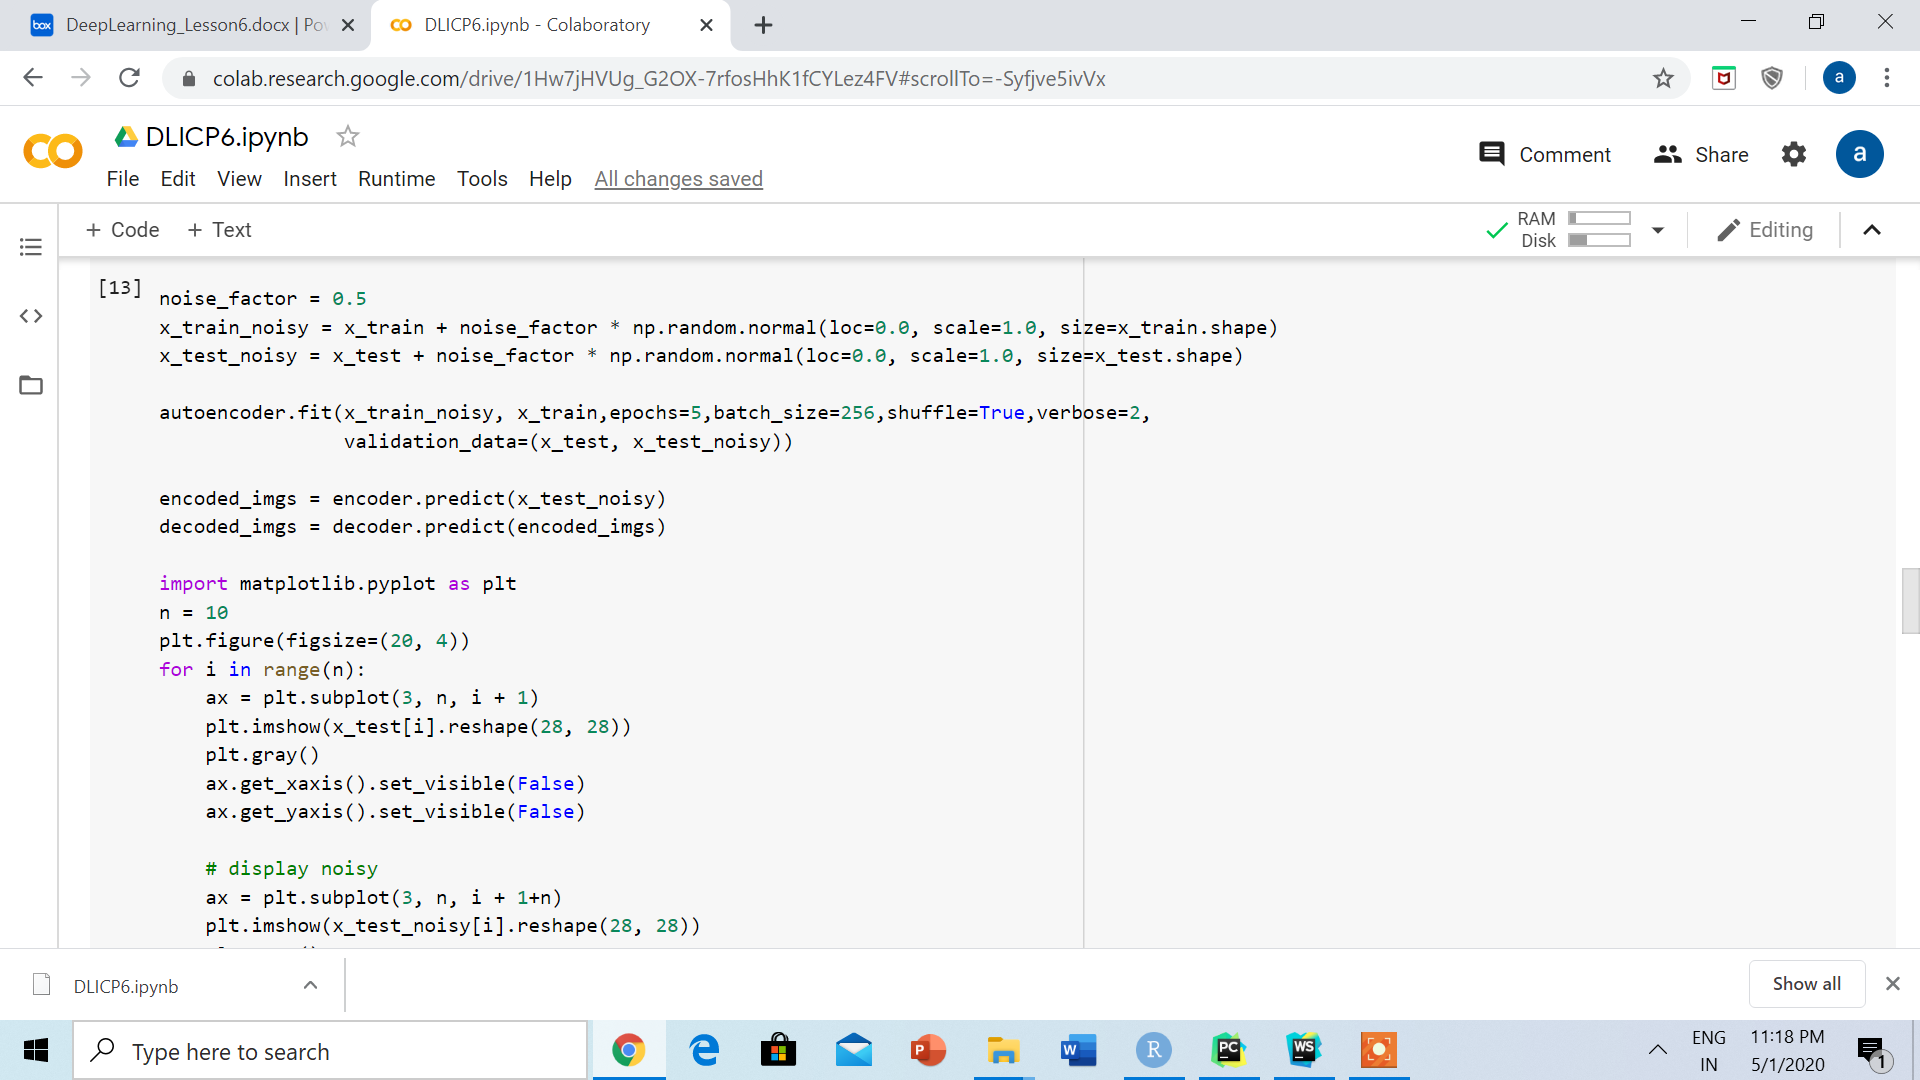 box DeepLearning_Lesson6.docx | Po
DLICP6.ipynb - Colaboratory
colab.research.google.com/drive/1Hw7jHVUg_G2OX-7rfosHhK1fCYLez4FV#scrollTo=-Syfjve5ivVx
a
DLICP6.ipynb
Comment Share a
File Edit View Insert Runtime Tools Help All changes saved
+ Code + Text
RAM
Disk
Editing
[13]
noise_factor = 0.5
x_train_noisy = x_train + noise_factor * np.random.normal(loc=0.0, scale=1.0, size=x_train.shape)
x_test_noisy = x_test + noise_factor * np.random.normal(loc=0.0, scale=1.0, size=x_test.shape)
autoencoder.fit(x_train_noisy, x_train,epochs=5,batch_size=256,shuffle=True,verbose=2,
validation_data=(x_test, x_test_noisy))
encoded_imgs = encoder.predict(x_test_noisy)
decoded_imgs = decoder.predict(encoded_imgs)
import matplotlib.pyplot as plt
n = 10
plt.figure(figsize=(20, 4))
for i in range(n):
ax = plt.subplot(3, n, i + 1)
plt.imshow(x_test[i].reshape(28, 28))
plt.gray()
ax.get_xaxis().set_visible(False)
ax.get_yaxis().set_visible(False)
# display noisy
ax = plt.subplot(3, n, i + 1+n)
plt.imshow(x_test_noisy[i].reshape(28, 28))
DLICP6.ipynb
Show all
Type here to search
P W R PC WS
ENG
IN
11:18 PM
5/1/2020
1